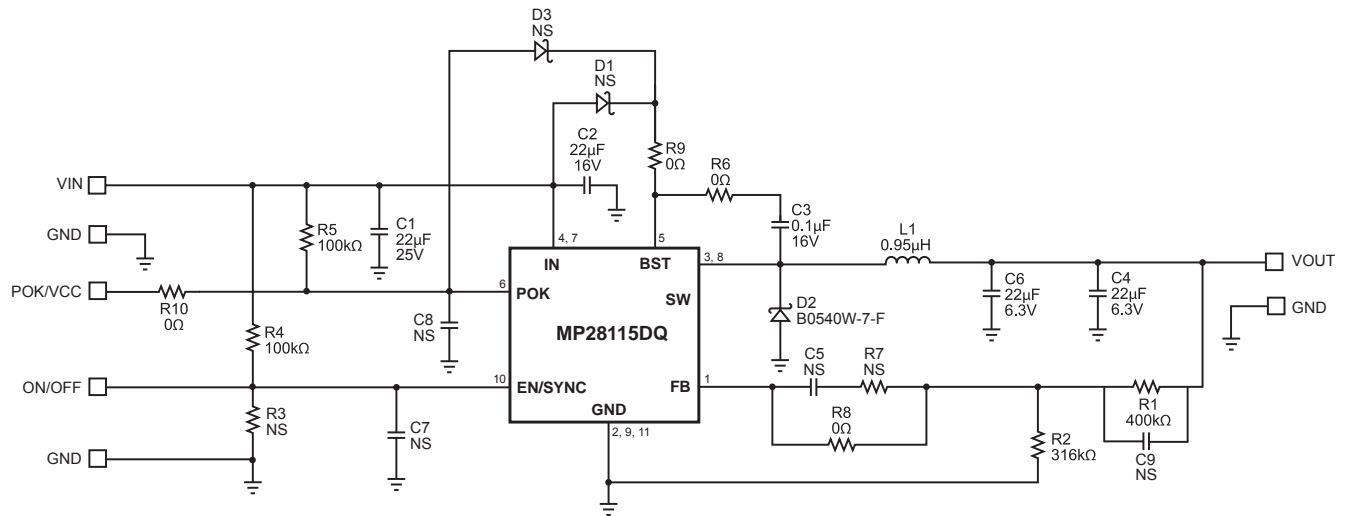 D3
NS
D1
NS
C2
22µF
16V
R9
0Ω
R6
0Ω
VIN
C3
0.1µF
16V
GND
R5
100kΩ
C1
22µF
25V
4, 7
5
L1
0.95µH
IN
BST
3, 8
VOUT
POK/VCC
6
POK
SW
C6
22µF
6.3V
C4
22µF
6.3V
R10
0Ω
D2
B0540W-7-F
GND
C8
NS
R4
100kΩ
MP28115DQ
C5
NS
R7
NS
ON/OFF
10
EN/SYNC
FB
1
GND
R1
400kΩ
R3
NS
C7
NS
2, 9, 11
R8
0Ω
R2
316kΩ
C9
NS
GND